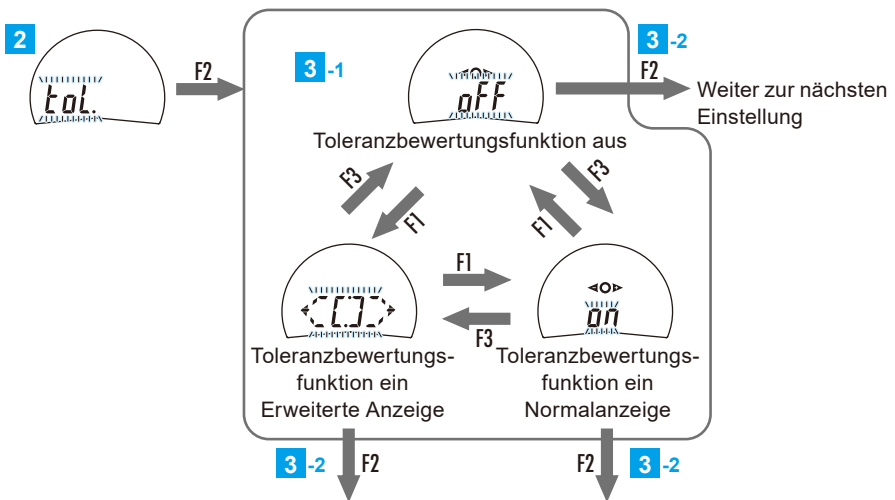 2
tol.
F2
3 -1
oFF
Toleranzbewertungsfunktion aus
3 -2
F2
Weiter zur nächsten
Einstellung
F3
F1
F3
F1
F1
F3
[.]
Toleranzbewertungs-
funktion ein
Erweiterte Anzeige
on
Toleranzbewertungs-
funktion ein
Normalanzeige
3 -2
F2
F2
3 -2